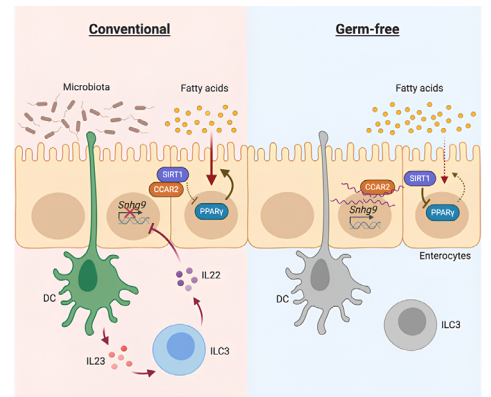 Conventional
Germ-free
Microbiota
Fatty acids
Fatty acids
SIRT1
CCAR2
Snhg9
PPARγ
CCAR2
SIRT1
Snhg9
PPARγ
Enterocytes
IL22
DC
DC
ILC3
ILC3
IL23